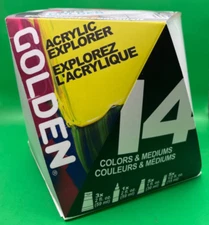 GOLDEN®
ACRYLIC
EXPLORER
EXPLOREZ
L'ACRYLIQUE
14
COLORS & MEDIUMS
COULEURS & MÉDIUMS